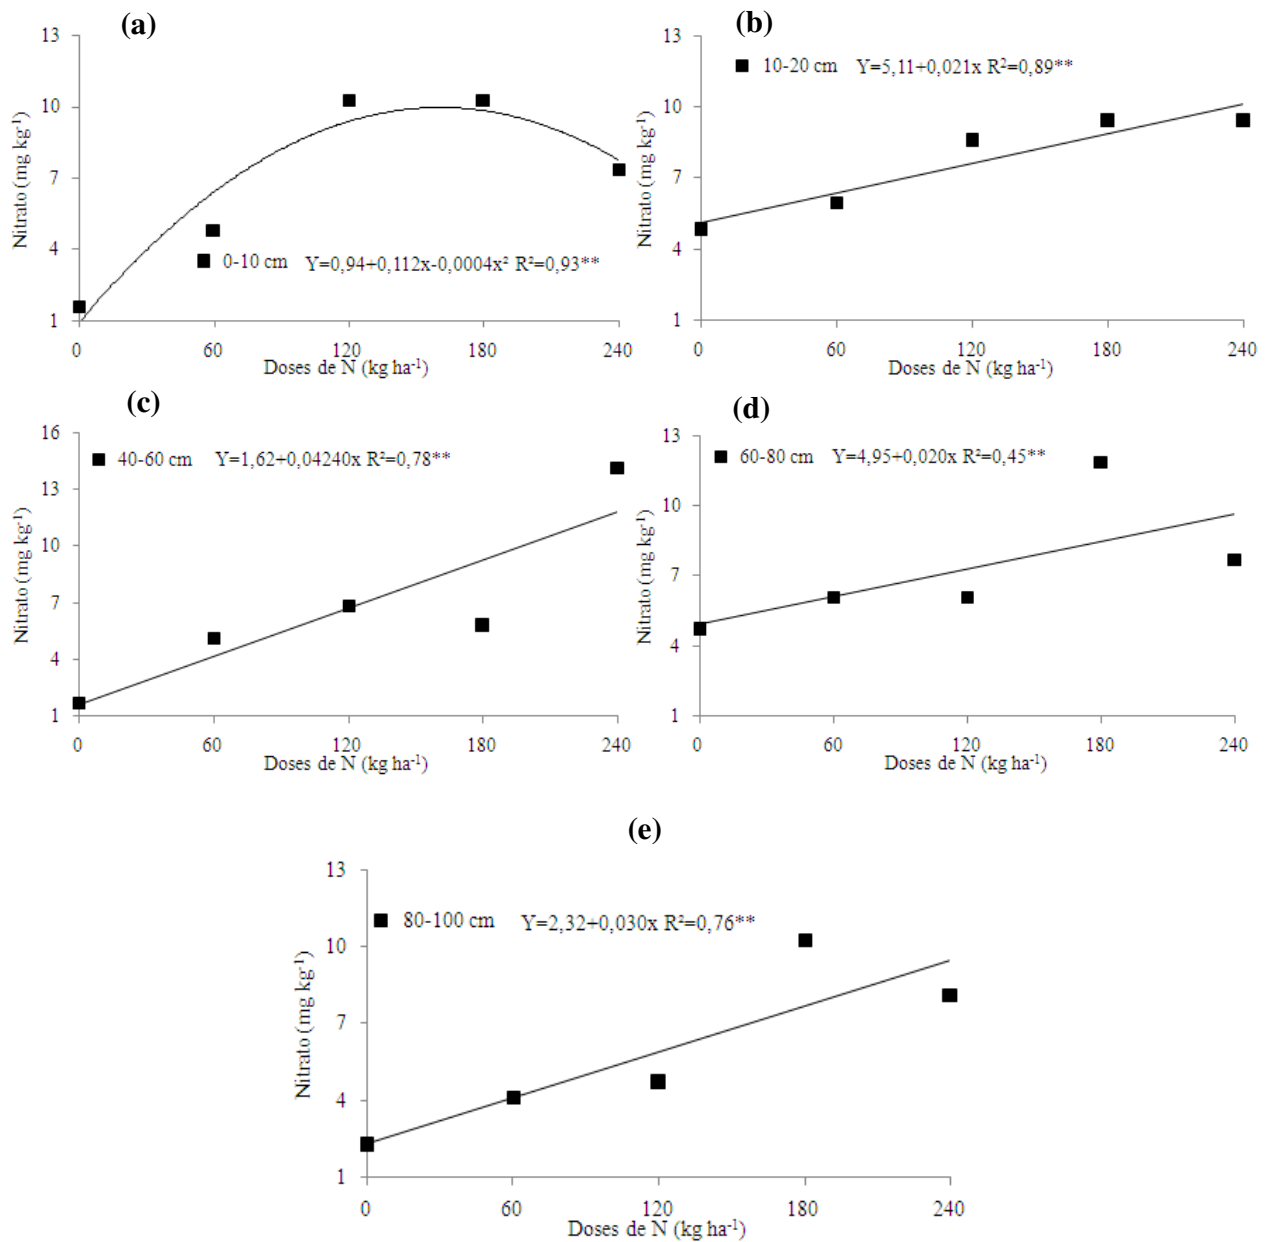 (a)
13
10
7
4
1
Nitrato (mg kg⁻¹)
■ 0-10 cm Y=0,94+0,112x-0,0004x² R²=0,93**
0 60 120 180 240
Doses de N (kg ha⁻¹)
(b)
13
10
7
4
1
Nitrato (mg kg⁻¹)
■ 10-20 cm Y=5,11+0,021x R²=0,89**
0 60 120 180 240
Doses de N (kg ha⁻¹)
(c)
16
13
10
7
4
1
Nitrato (mg kg⁻¹)
■ 40-60 cm Y=1,62+0,04240x R²=0,78**
0 60 120 180 240
Doses de N (kg ha⁻¹)
(d)
13
10
7
4
1
Nitrato (mg kg⁻¹)
■ 60-80 cm Y=4,95+0,020x R²=0,45**
0 60 120 180 240
Doses de N (kg ha⁻¹)
(e)
13
10
7
4
1
Nitrato (mg kg⁻¹)
■ 80-100 cm Y=2,32+0,030x R²=0,76**
0 60 120 180 240
Doses de N (kg ha⁻¹)